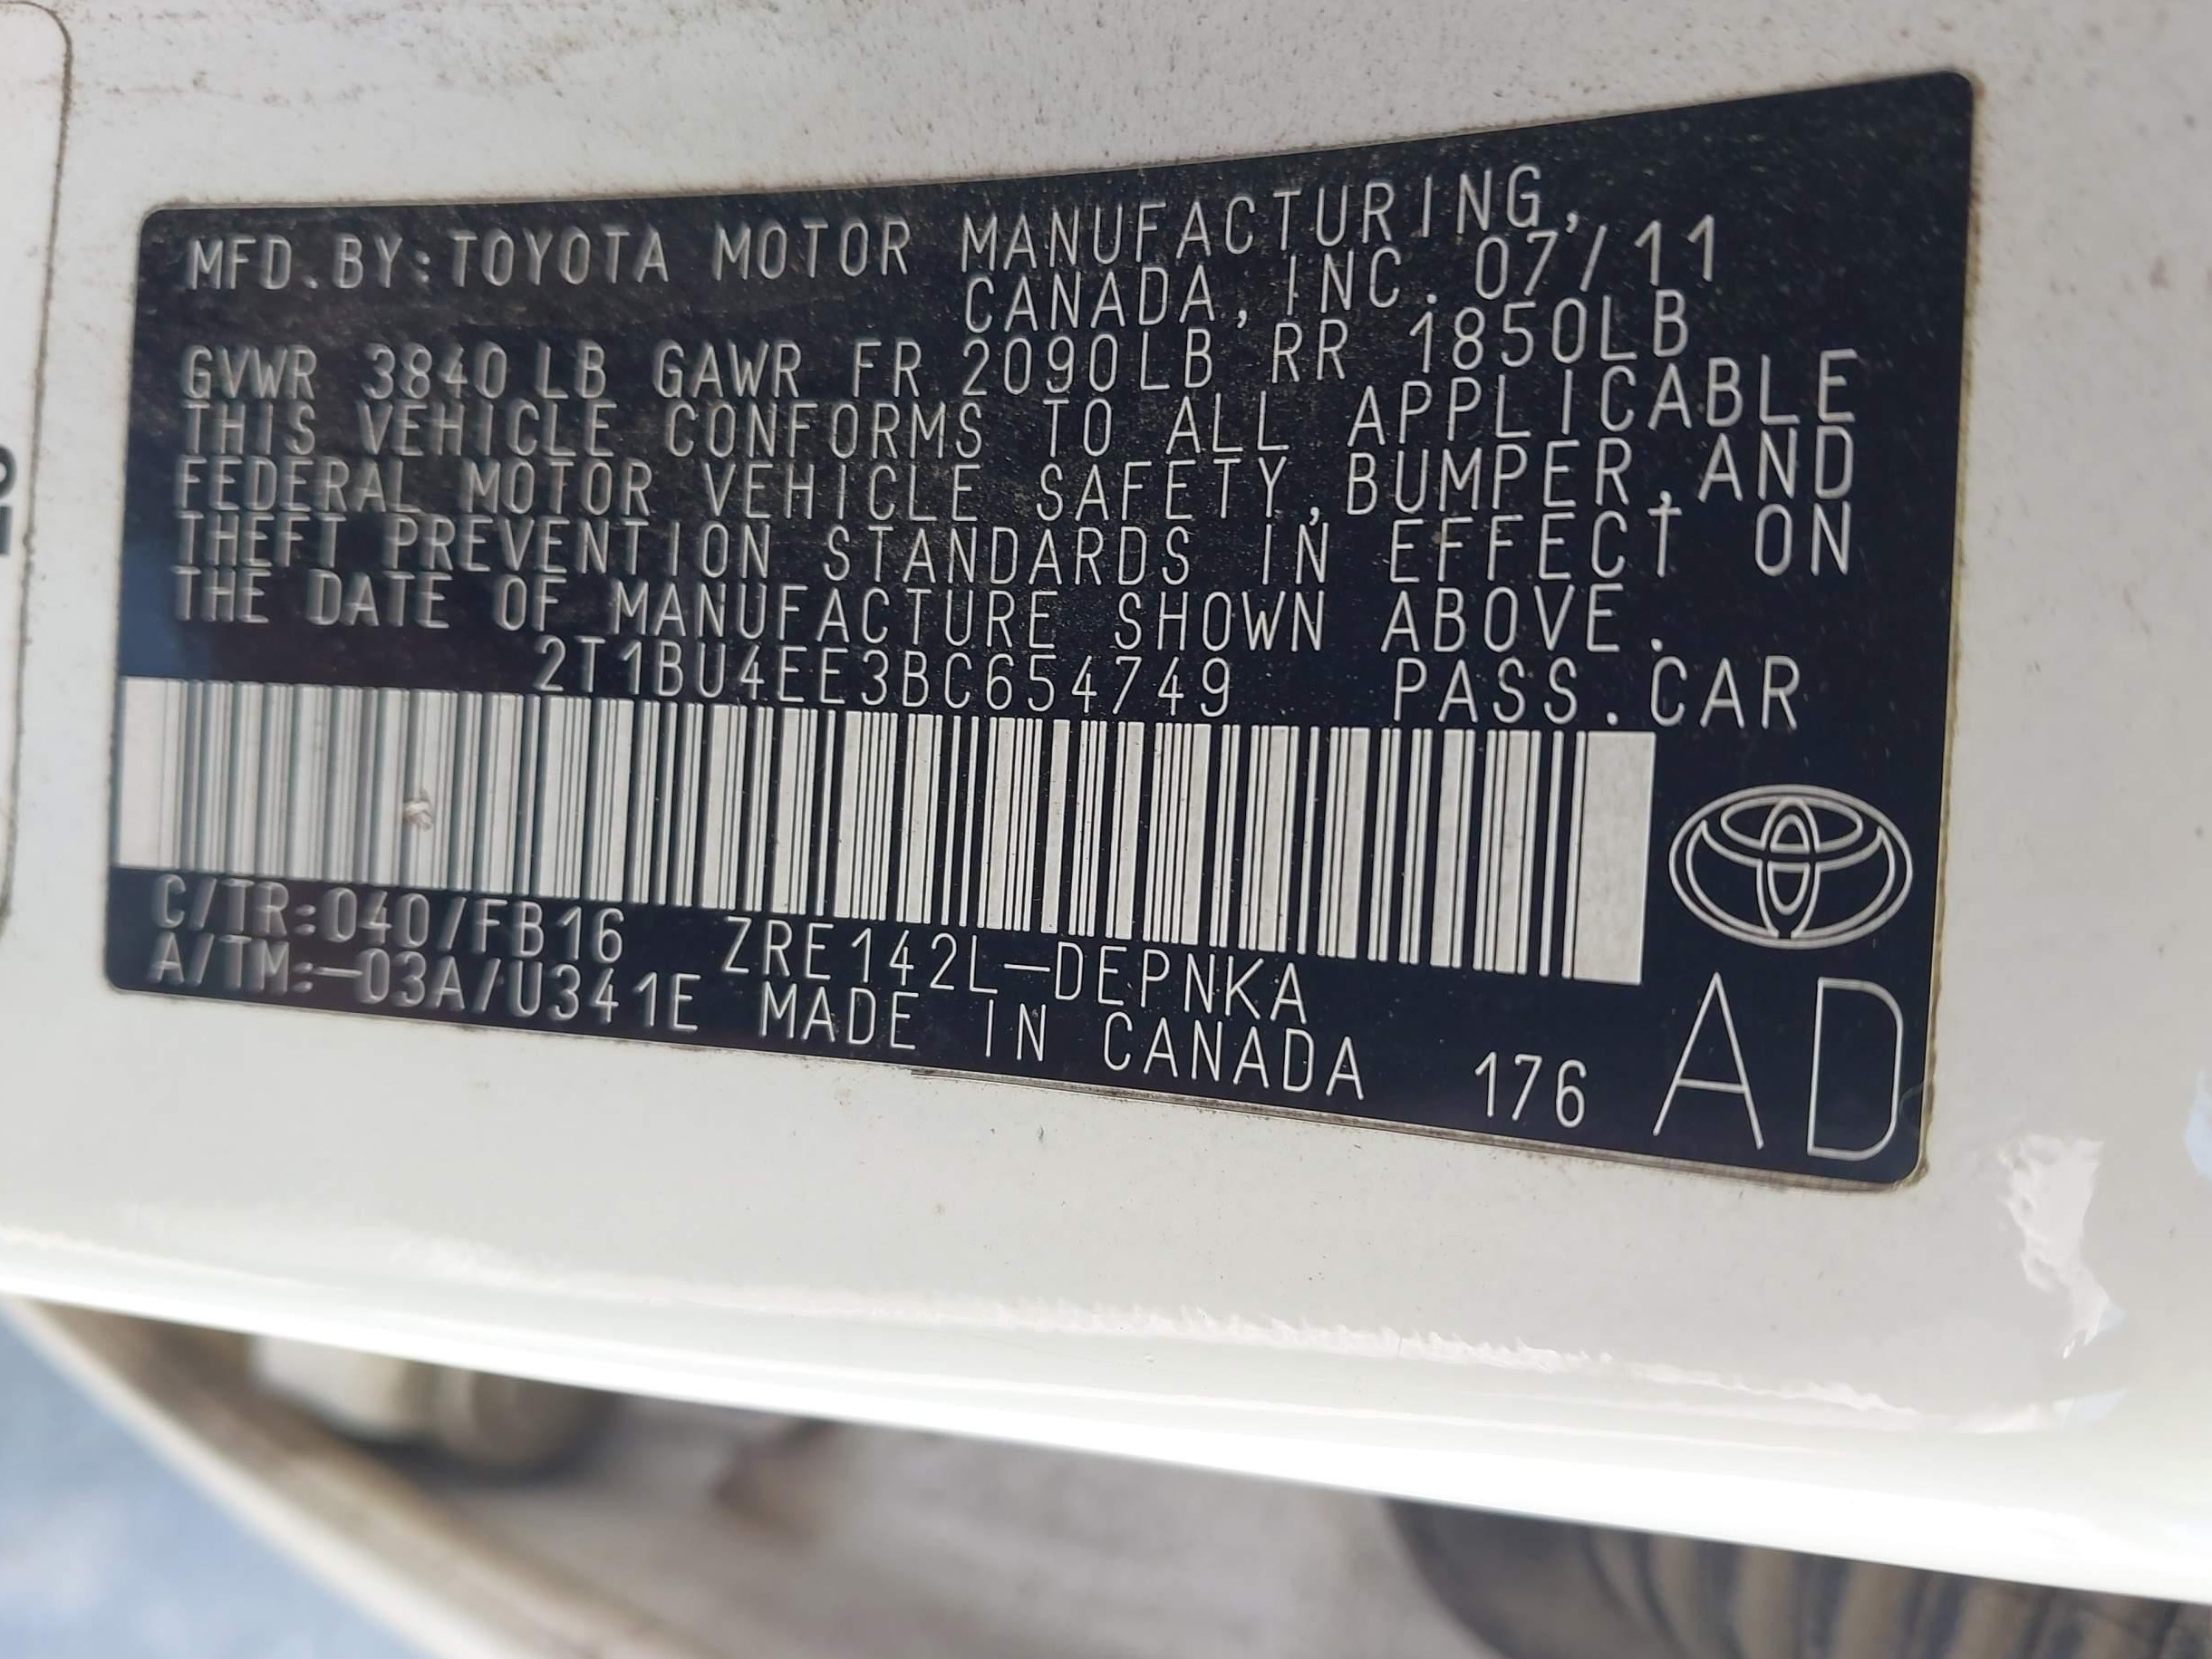 MFD.BY:TOYOTA MOTOR MANUFACTURING,
CANADA,INC. 07/11
GVWR 3840LB GAWR FR 2090LB RR 1850LB
THIS VEHICLE CONFORMS TO ALL APPLICABLE
FEDERAL MOTOR VEHICLE SAFETY,BUMPER,AND
THEFT PREVENTION STANDARDS IN EFFECT ON
THE DATE OF MANUFACTURE SHOWN ABOVE.
2T1BU4EE3BC654749 PASS.CAR
C/TR:040/FB16 ZRE142L-DEPNKA
A/TM:-03A/U341E MADE IN CANADA 176
AD